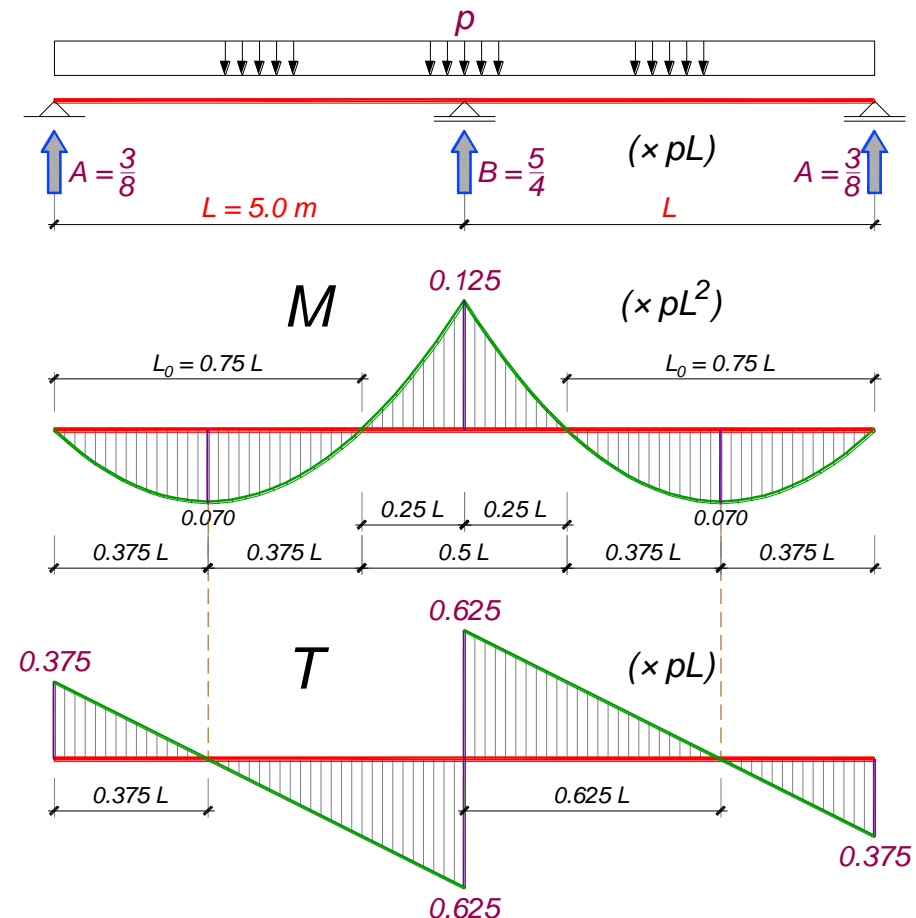 p
A = 3/8 B = 5/4 (× pL) A = 3/8
L = 5.0 m L
0.125
M (× pL²)
L₀ = 0.75 L L₀ = 0.75 L
0.070 0.25 L 0.25 L 0.070
0.375 L 0.375 L 0.5 L 0.375 L 0.375 L
0.625
0.375 T (× pL)
0.375 L 0.625 L
0.375
0.625